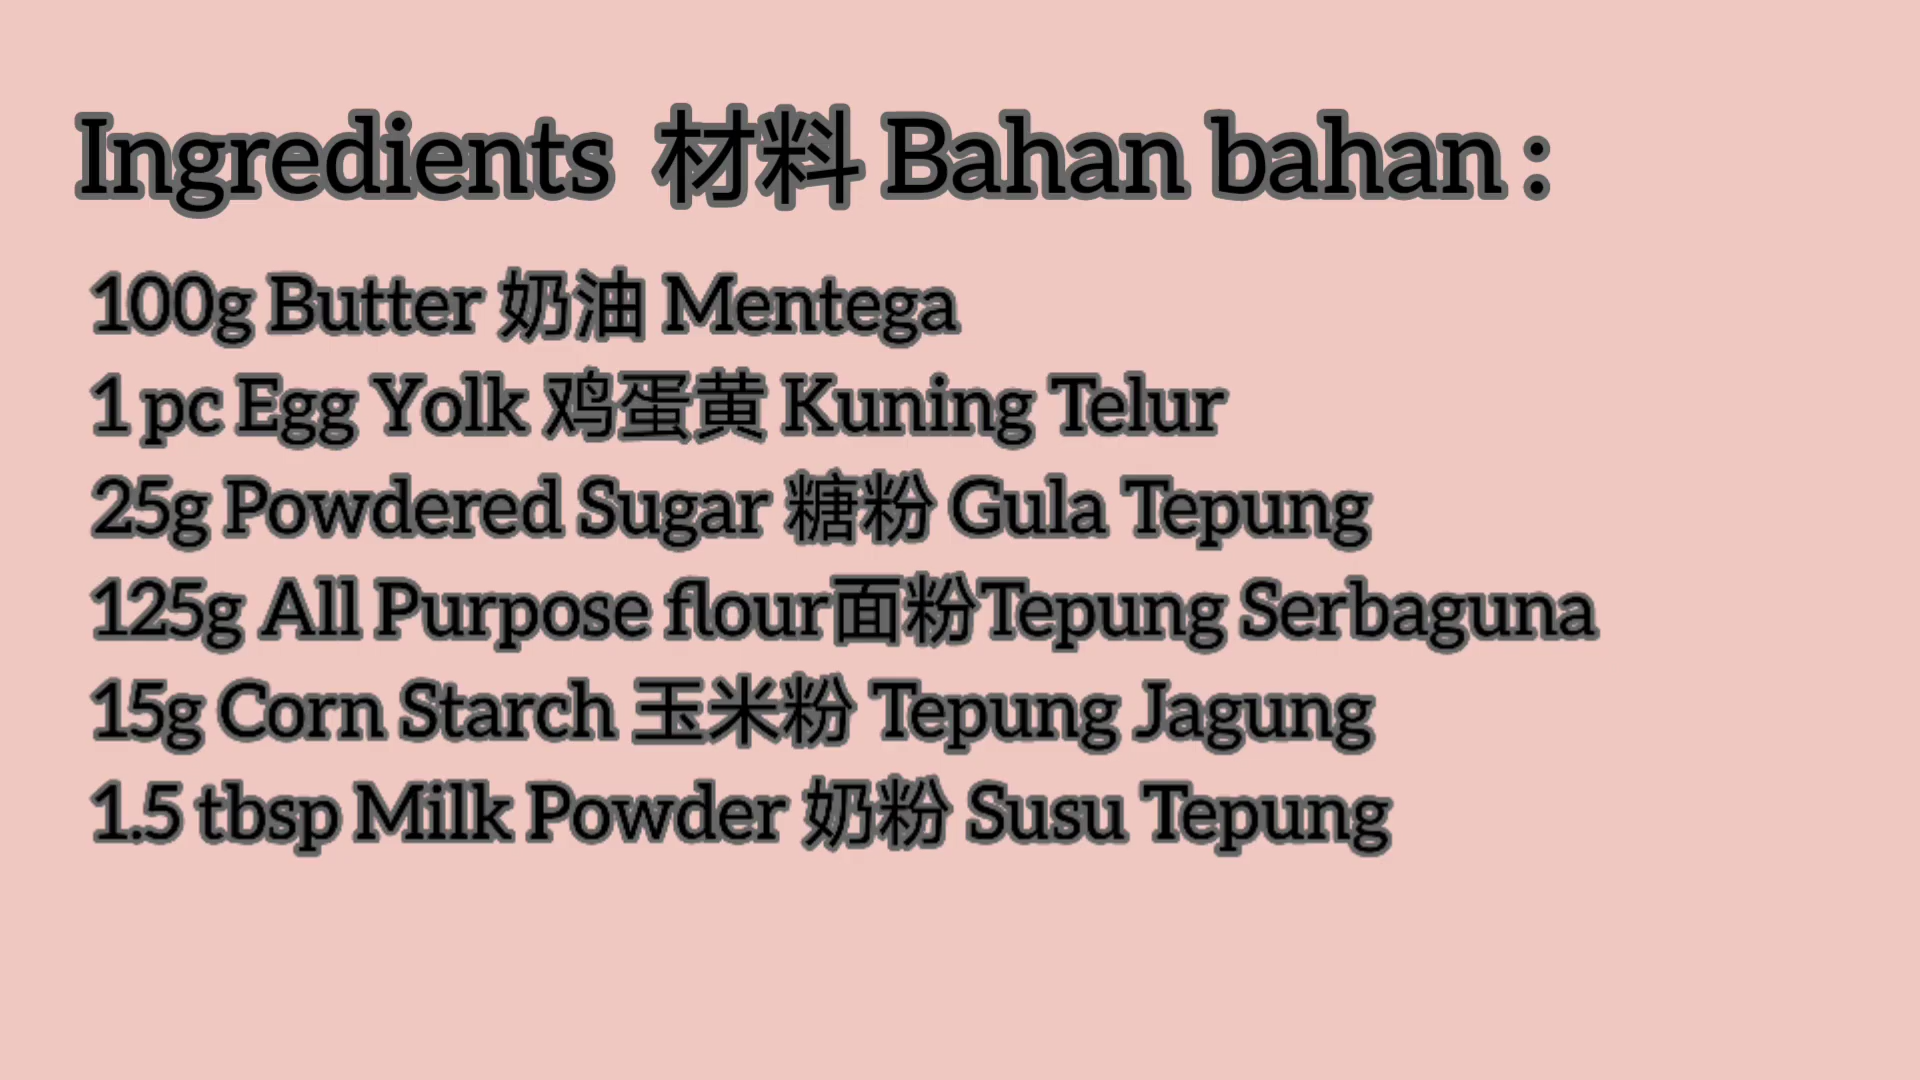 Ingredients 材料 Bahan bahan :
100g Butter 奶油 Mentega
1 pc Egg Yolk 鸡蛋黄 Kuning Telur
25g Powdered Sugar 糖粉 Gula Tepung
125g All Purpose flour面粉Tepung Serbaguna
15g Corn Starch 玉米粉 Tepung Jagung
1.5 tbsp Milk Powder 奶粉 Susu Tepung